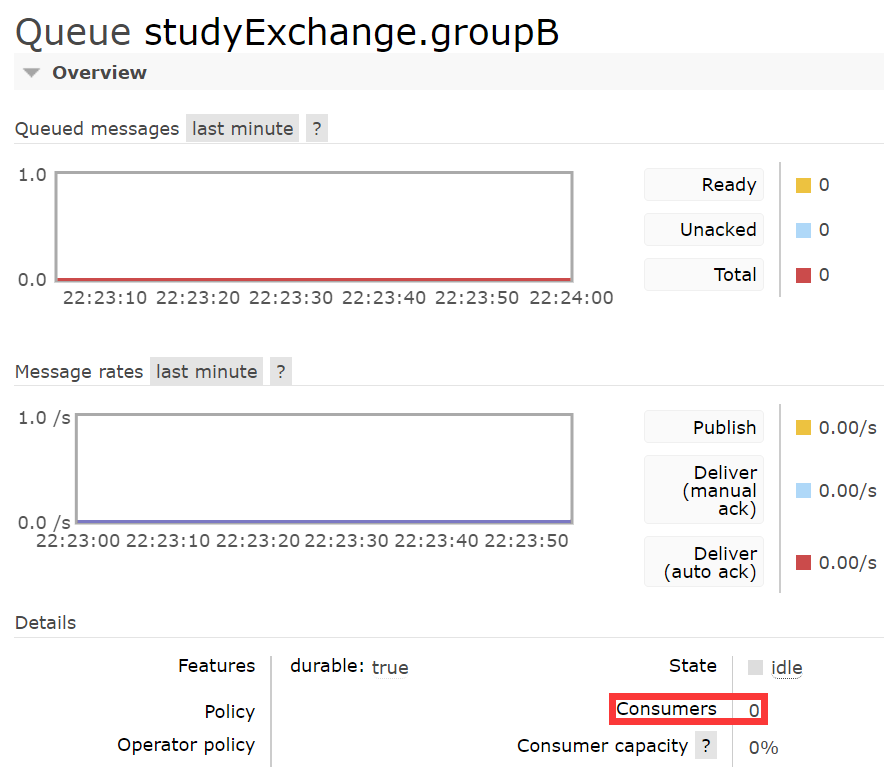 Queue studyExchange.groupB
Overview
Queued messages last minute ?
1.0
0.0
22:23:10 22:23:20 22:23:30 22:23:40 22:23:50 22:24:00
Ready 0
Unacked 0
Total 0
Message rates last minute ?
1.0 /s
0.0 /s
22:23:00 22:23:10 22:23:20 22:23:30 22:23:40 22:23:50
Publish 0.00/s
Deliver
(manual 0.00/s
ack)
Deliver
(auto ack) 0.00/s
Details
Features durable: true State idle
Policy Consumers 0
Operator policy Consumer capacity ? 0%